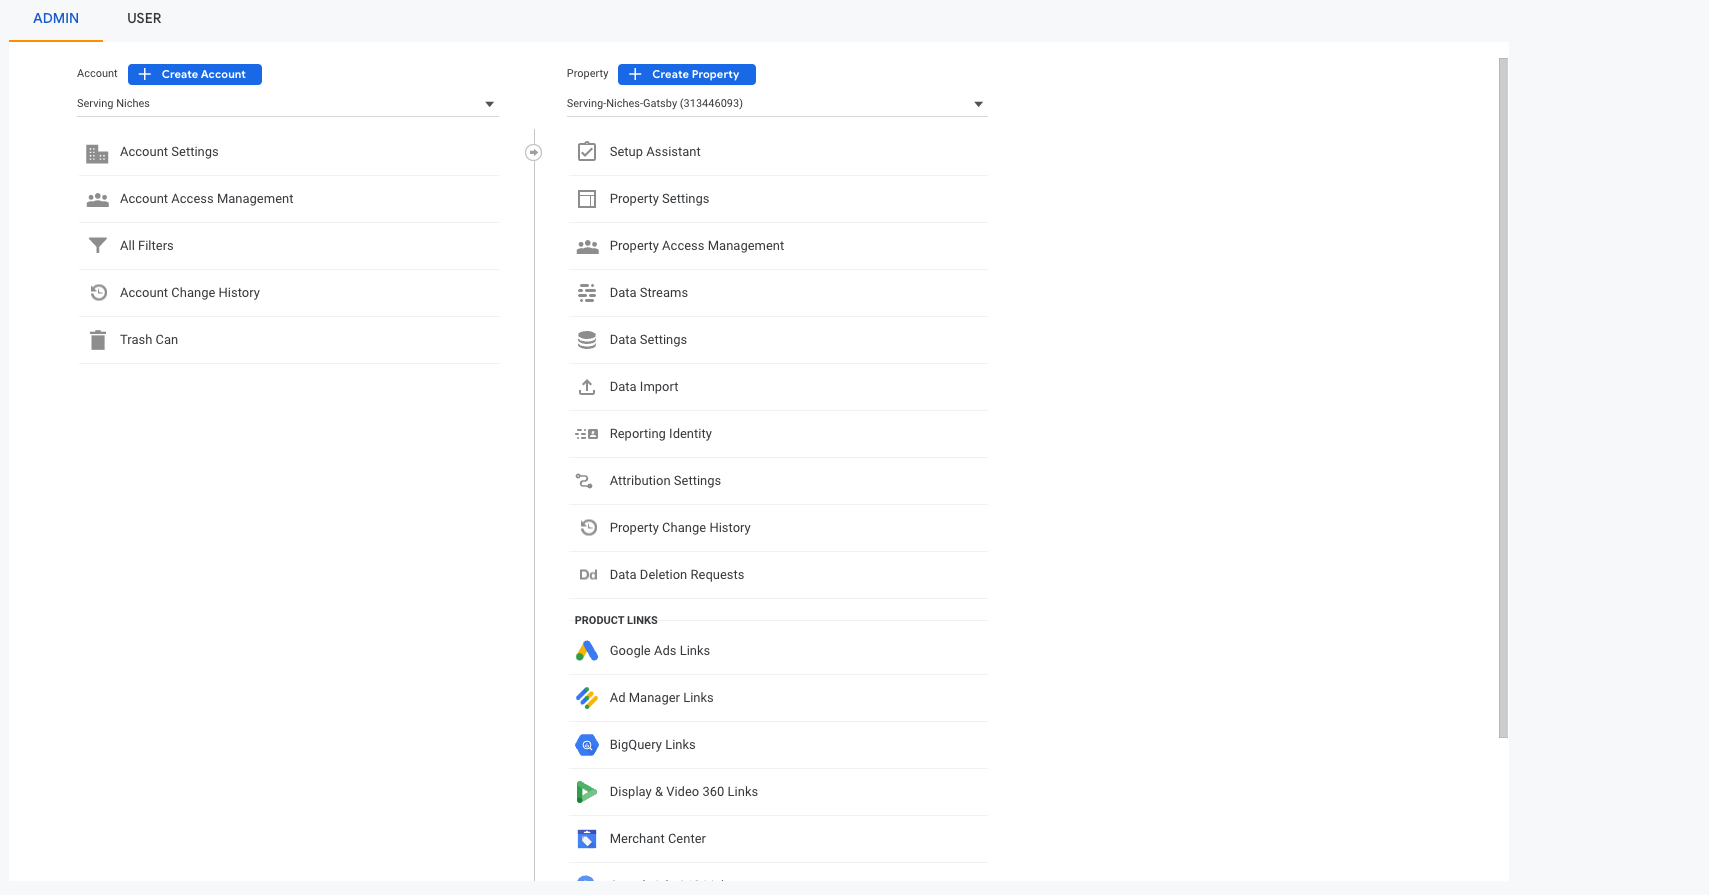 ADMIN
USER
Account
Create Account
Serving Niches
Account Settings
Account Access Management
All Filters
Account Change History
Trash Can
Property
Create Property
Serving-Niches-Gatsby (313446093)
Setup Assistant
Property Settings
Property Access Management
Data Streams
Data Settings
Data Import
Reporting Identity
Attribution Settings
Property Change History
Dd Data Deletion Requests
PRODUCT LINKS
Google Ads Links
Ad Manager Links
BigQuery Links
Display & Video 360 Links
Merchant Center